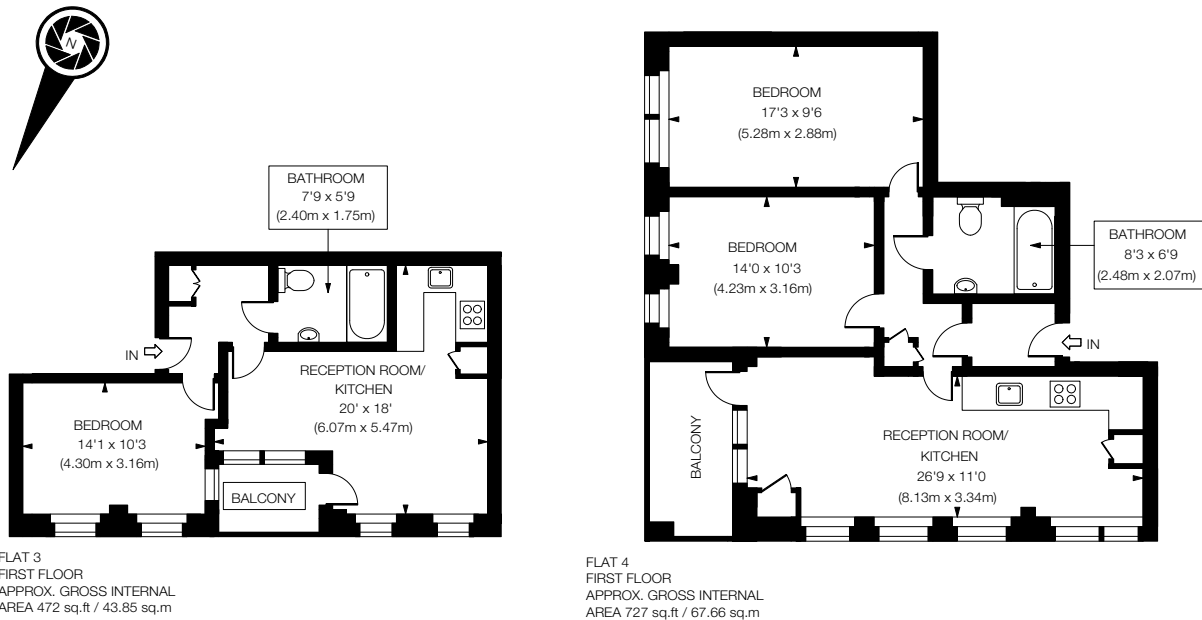 N
BATHROOM
7'9 x 5'9
(2.40m x 1.75m)
IN
RECEPTION ROOM/
KITCHEN
20' x 18'
(6.07m x 5.47m)
BEDROOM
14'1 x 10'3
(4.30m x 3.16m)
BALCONY
FLAT 3
FIRST FLOOR
APPROX. GROSS INTERNAL
AREA 472 sq.ft / 43.85 sq.m
BEDROOM
17'3 x 9'6
(5.28m x 2.88m)
BEDROOM
14'0 x 10'3
(4.23m x 3.16m)
BATHROOM
8'3 x 6'9
(2.48m x 2.07m)
IN
BALCONY
RECEPTION ROOM/
KITCHEN
26'9 x 11'0
(8.13m x 3.34m)
FLAT 4
FIRST FLOOR
APPROX. GROSS INTERNAL
AREA 727 sq.ft / 67.66 sq.m